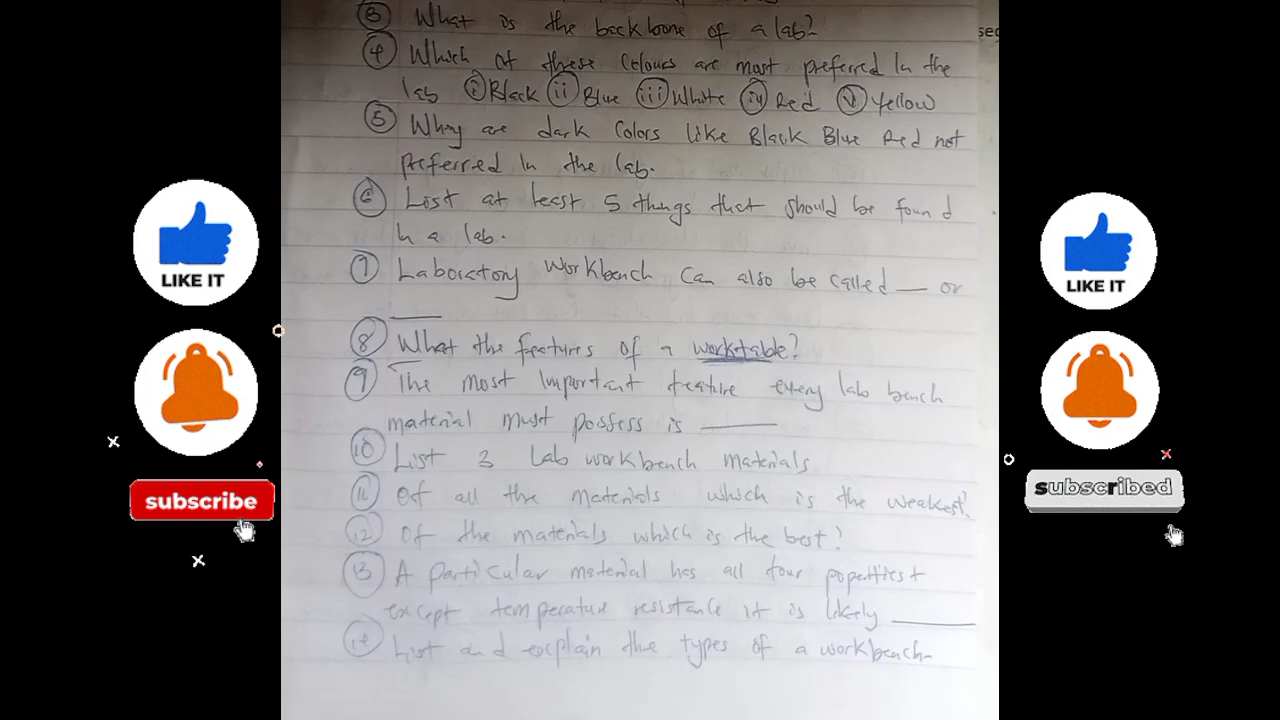 ③ What is the backbone of a lab?
sec
④ Which of these colours are most preferred In the
lab ⓘ Black ⓘⓘ Blue ⓘⓘⓘ White ⓘⓥ Red ⓥ Yellow
⑤ Why are dark Colors like Black Blue Red not
preferred In the lab.
⑥ List at least 5 things that should be found
In a lab.
⑦ Laboratory Workbench Can also be called __ or
__
⑧ What the features of a worktable?
⑨ The most Important feature every lab bench
material must possess is ____
⑩ List 3 Lab workbench materials
⑪ Of all the materials which is the weakest?
⑫ Of the materials which is the best?
⑬ A particular material has all four
except temperature resistance it is likely ____
⑭ List and explain the types of a workbench-
LIKE IT
LIKE IT
subscribe
subscribed